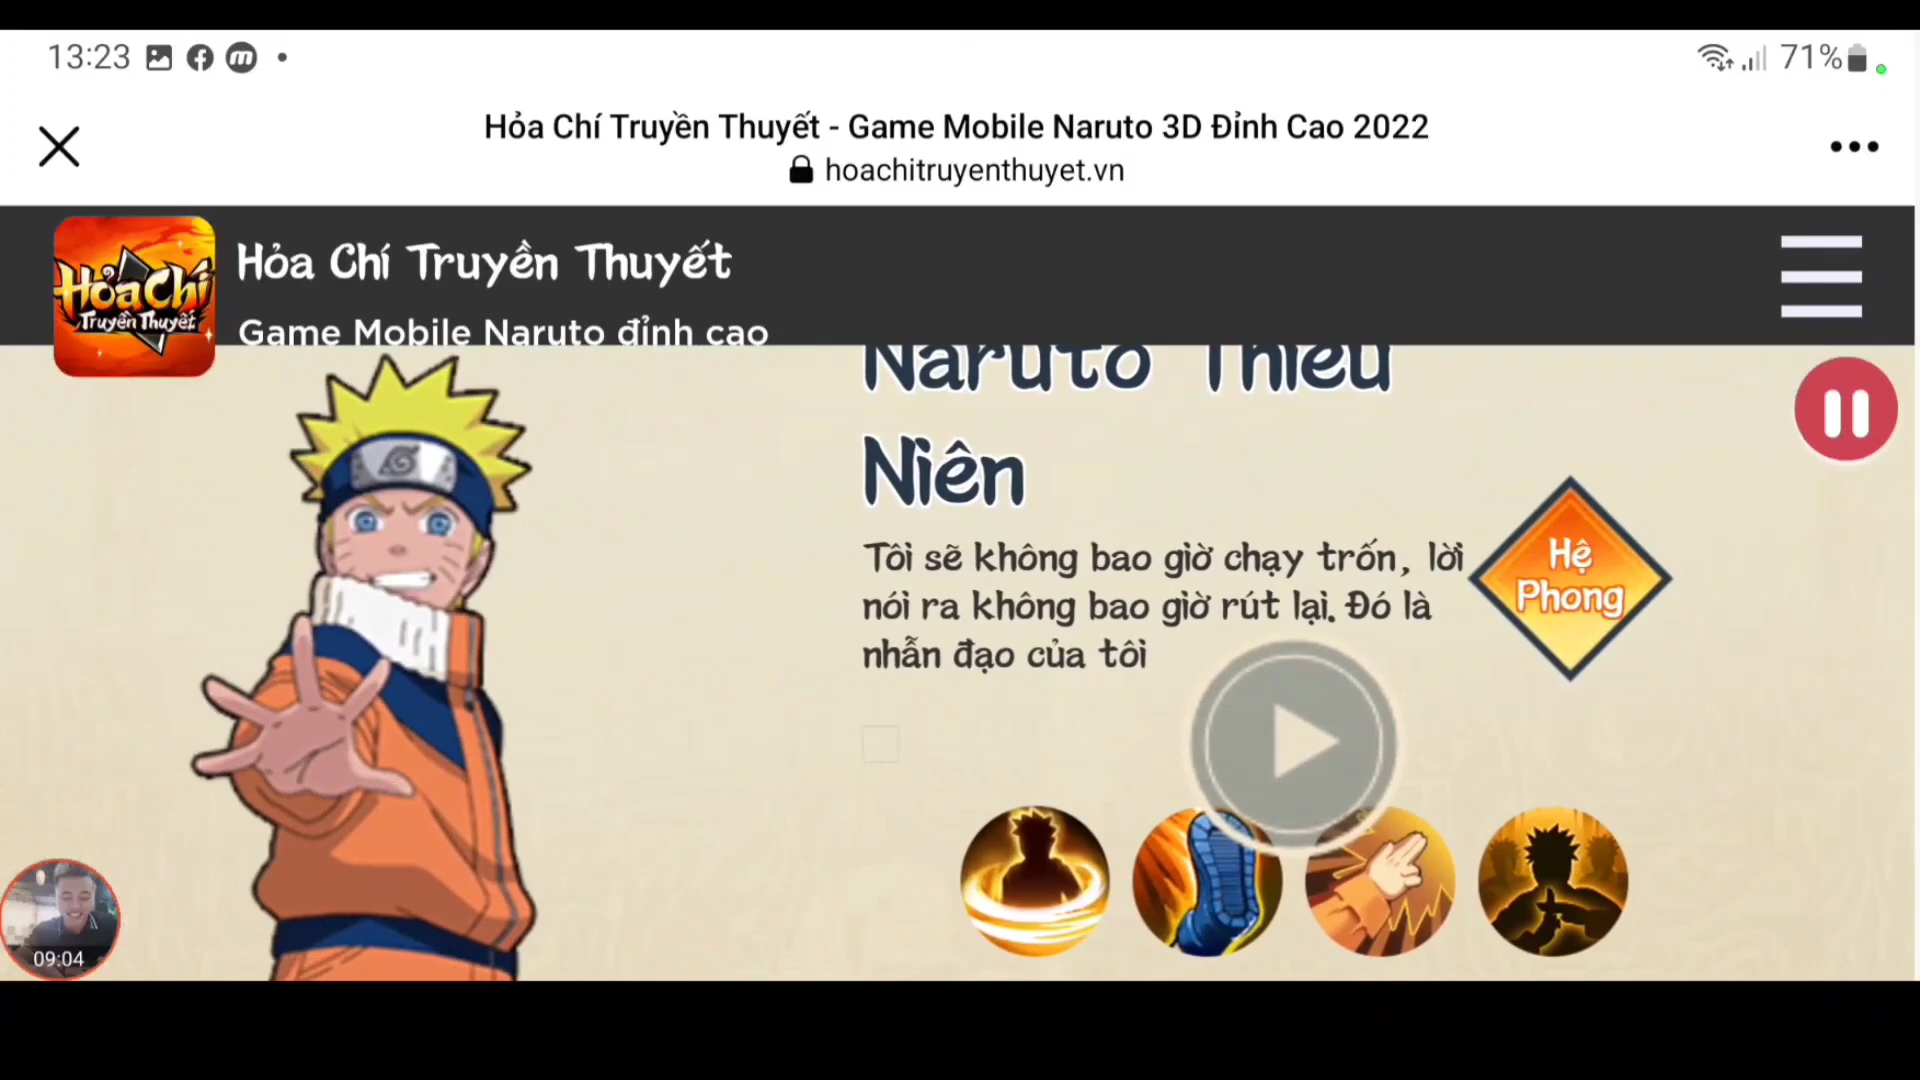 13:23
71%
Hỏa Chí Truyền Thuyết - Game Mobile Naruto 3D Đỉnh Cao 2022
hoachitruyenthuyet.vn
Hỏa Chí
Truyền Thuyết
Hỏa Chí Truyền Thuyết
Game Mobile Naruto đỉnh cao
Naruto Thiếu
Niên
Tôi sẽ không bao giờ chạy trốn, lời
nói ra không bao giờ rút lại. Đó là
nhẫn đạo của tôi
Hệ
Phong
09:04